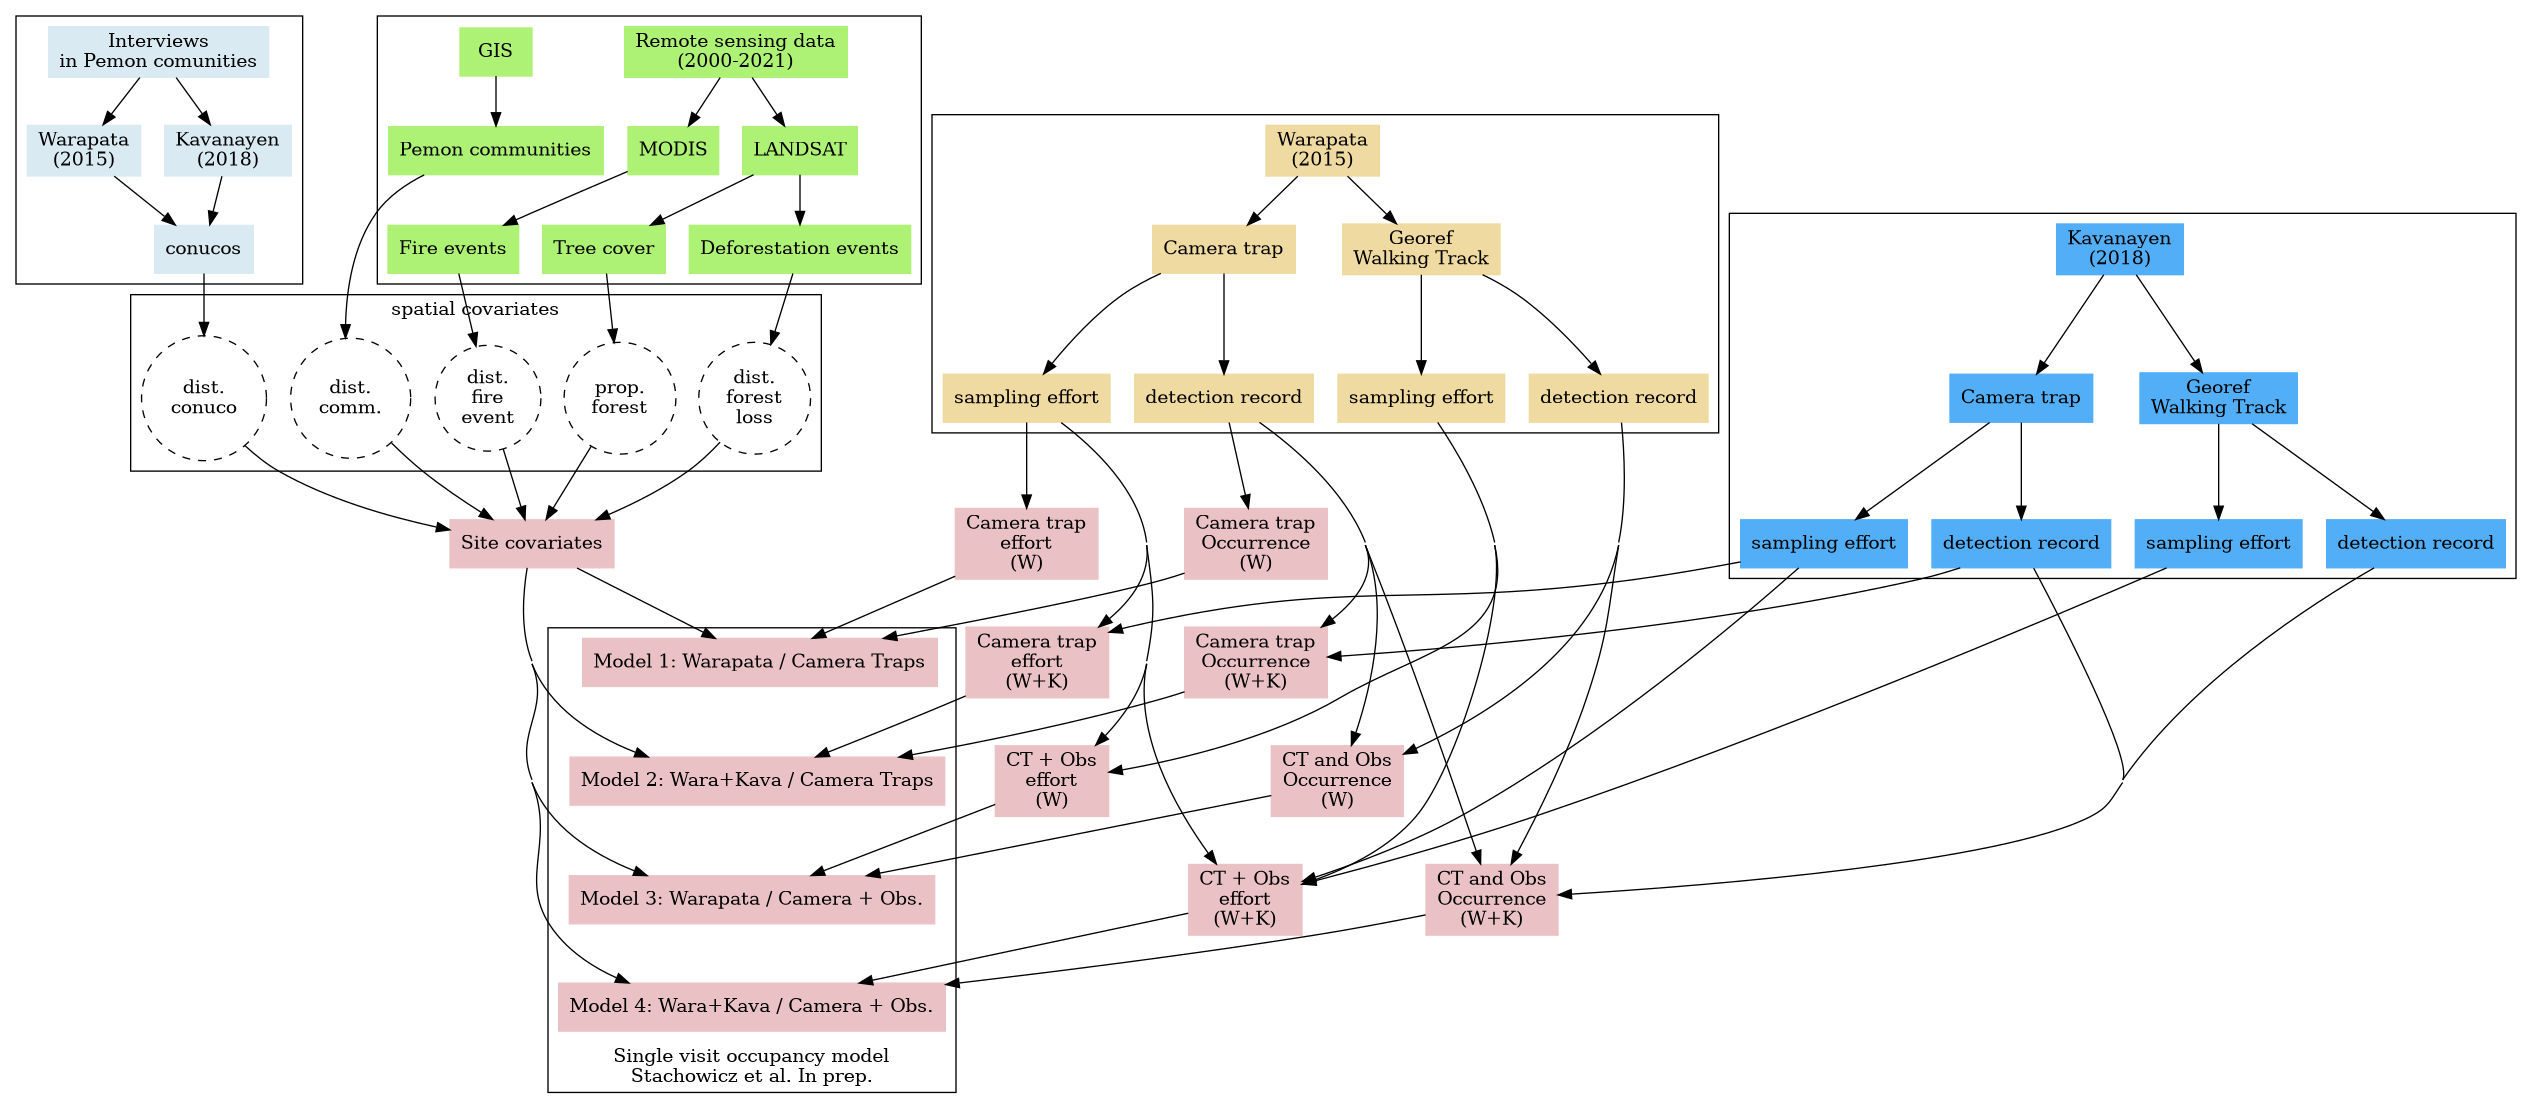 Interviews
in Pemon comunities
Warapata
(2015)
Kavanayen
(2018)
conucos
GIS
Remote sensing data
(2000-2021)
Pemon communities
MODIS
LANDSAT
Fire events
Tree cover
Deforestation events
spatial covariates
dist.
conuco
dist.
comm.
dist.
fire
event
prop.
forest
dist.
forest
loss
Site covariates
Warapata
(2015)
Camera trap
Georef
Walking Track
sampling effort
detection record
sampling effort
detection record
Kavanayen
(2018)
Camera trap
Georef
Walking Track
sampling effort
detection record
sampling effort
detection record
Camera trap
effort
(W)
Camera trap
Occurrence
(W)
Camera trap
effort
(W+K)
Camera trap
Occurrence
(W+K)
CT + Obs
effort
(W)
CT and Obs
Occurrence
(W)
CT + Obs
effort
(W+K)
CT and Obs
Occurrence
(W+K)
Model 1: Warapata / Camera Traps
Model 2: Wara+Kava / Camera Traps
Model 3: Warapata / Camera + Obs.
Model 4: Wara+Kava / Camera + Obs.
Single visit occupancy model
Stachowicz et al. In prep.